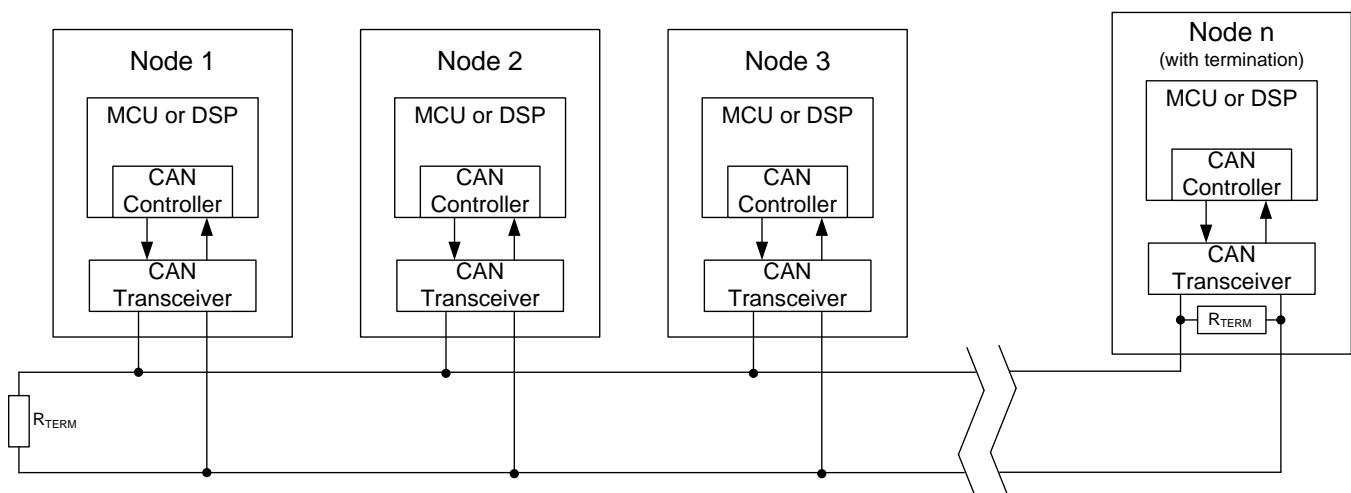 Node 1
MCU or DSP
CAN
Controller
CAN
Transceiver
Node 2
MCU or DSP
CAN
Controller
CAN
Transceiver
Node 3
MCU or DSP
CAN
Controller
CAN
Transceiver
Node n
(with termination)
MCU or DSP
CAN
Controller
CAN
Transceiver
RTERM
RTERM